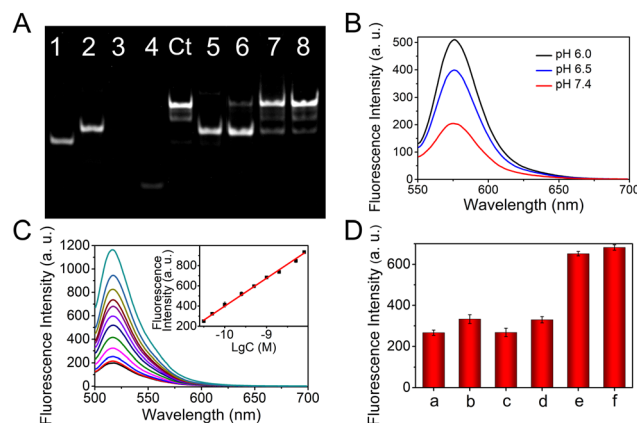 A
1 2 3 4 Ct 5 6 7 8
B
Fluorescence Intensity (a. u.)
500
400
300
200
100
0
pH 6.0
pH 6.5
pH 7.4
550 600 650 700
Wavelength (nm)
C
Fluorescence Intensity (a. u.)
1200
1000
800
600
400
200
0
500 550 600 650 700
Wavelength (nm)
Fluorescence
Intensity (a. u.)
800
600
400
200
-10 -9
LgC (M)
D
Fluorescence Intensity (a. u.)
600
300
0
a b c d e f